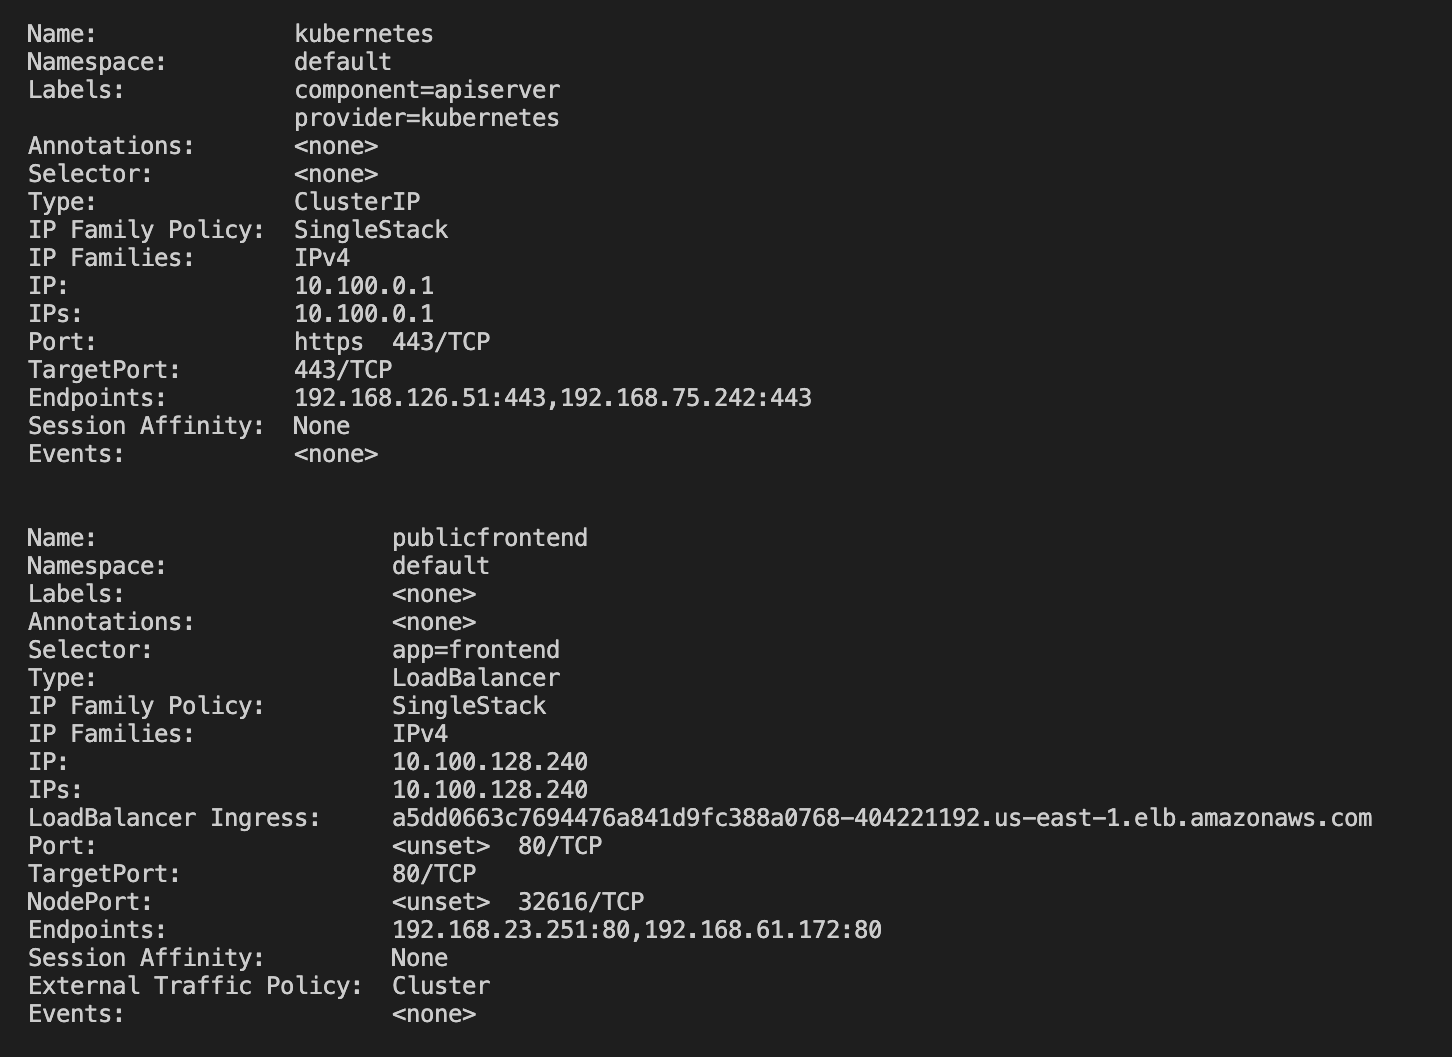 Name:              kubernetes
Namespace:         default
Labels:            component=apiserver
                   provider=kubernetes
Annotations:       <none>
Selector:          <none>
Type:              ClusterIP
IP Family Policy:  SingleStack
IP Families:       IPv4
IP:                10.100.0.1
IPs:               10.100.0.1
Port:              https  443/TCP
TargetPort:        443/TCP
Endpoints:         192.168.126.51:443,192.168.75.242:443
Session Affinity:  None
Events:            <none>
Name:                     publicfrontend
Namespace:                default
Labels:                   <none>
Annotations:              <none>
Selector:                 app=frontend
Type:                     LoadBalancer
IP Family Policy:         SingleStack
IP Families:              IPv4
IP:                       10.100.128.240
IPs:                      10.100.128.240
LoadBalancer Ingress:     a5dd0663c7694476a841d9fc388a0768-404221192.us-east-1.elb.amazonaws.com
Port:                     <unset>  80/TCP
TargetPort:               80/TCP
NodePort:                 <unset>  32616/TCP
Endpoints:                192.168.23.251:80,192.168.61.172:80
Session Affinity:         None
External Traffic Policy:  Cluster
Events:                   <none>